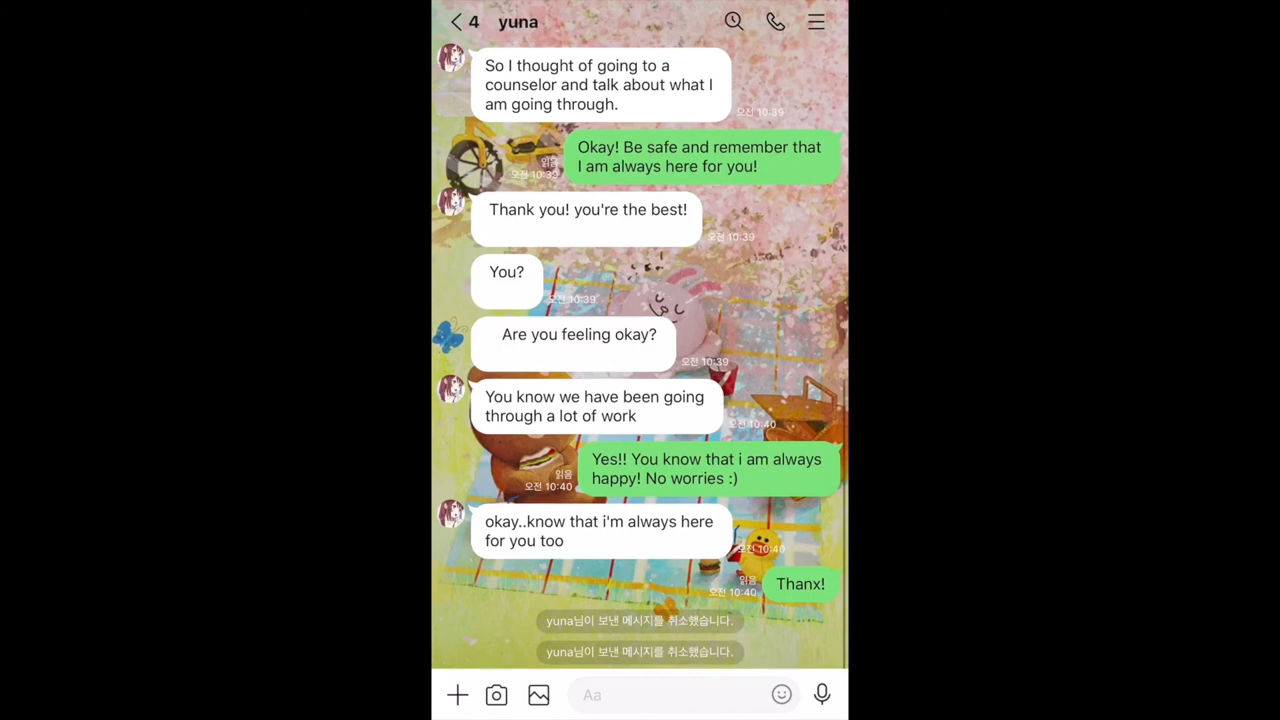 4 yuna
So I thought of going to a
counselor and talk about what I
am going through.
오전 10:39
Okay! Be safe and remember that
I am always here for you!
읽음
오전 10:39
Thank you! you're the best!
오전 10:39
You?
오전 10:39
Are you feeling okay?
오전 10:39
You know we have been going
through a lot of work
오전 10:40
Yes!! You know that i am always
happy! No worries :)
읽음
오전 10:40
okay..know that i'm always here
for you too
오전 10:40
Thanx!
읽음
오전 10:40
yuna님이 보낸 메시지를 취소했습니다.
yuna님이 보낸 메시지를 취소했습니다.
Aa